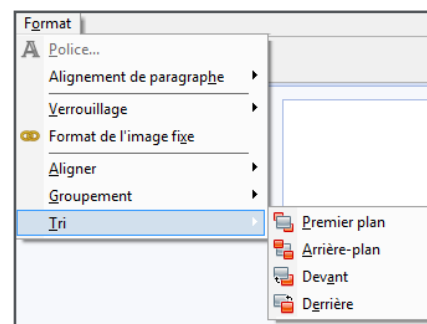 Format
Police...
Alignement de paragraphe
Verrouillage
Format de l'image fixe
Aligner
Groupement
Tri
Premier plan
Arrière-plan
Devant
Derrière